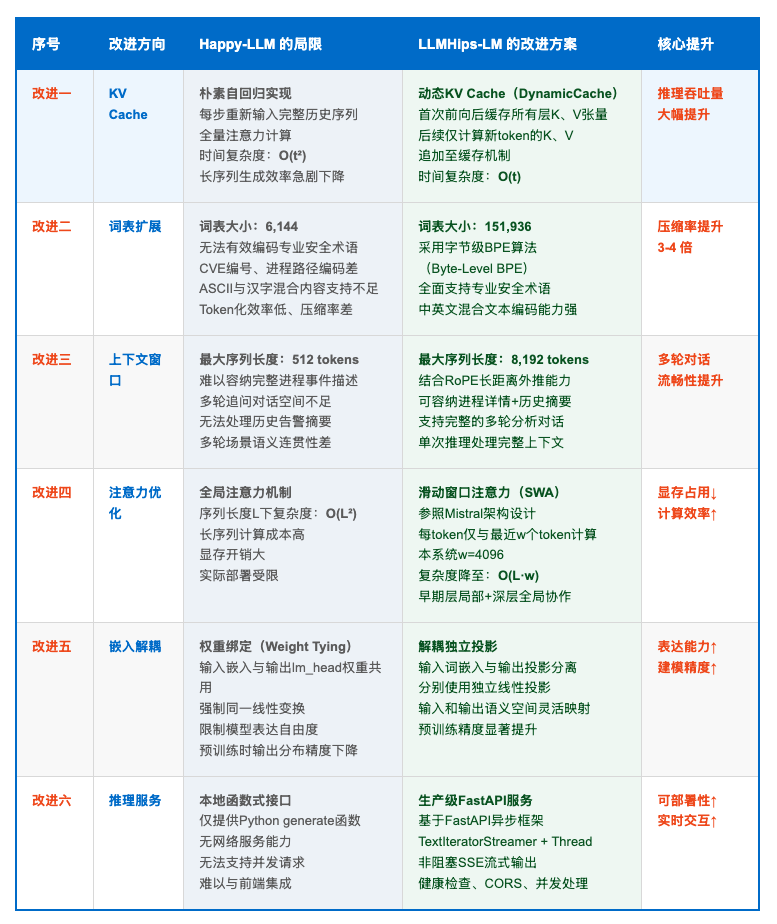 序号 改进方向 Happy-LLM 的局限 LLMHIps-LM 的改进方案 核心提升
改进一
KV
Cache
朴素自回归实现
每步重新输入完整历史序列
全量注意力计算
时间复杂度：O(t²)
长序列生成效率急剧下降
动态KV Cache（DynamicCache）
首次前向后缓存所有层K、V张量
后续仅计算新token的K、V
追加至缓存机制
时间复杂度：O(t)
推理吞吐量
大幅提升
改进二
词表扩展
词表大小：6,144
无法有效编码专业安全术语
CVE编号、进程路径编码差
ASCII与汉字混合内容支持不足
Token化效率低、压缩率差
词表大小：151,936
采用字节级BPE算法
（Byte-Level BPE）
全面支持专业安全术语
中英文混合文本编码能力强
压缩率提升
3-4 倍
改进三
上下文窗
口
最大序列长度：512 tokens
难以容纳完整进程事件描述
多轮追问对话空间不足
无法处理历史告警摘要
多轮场景语义连贯性差
最大序列长度：8,192 tokens
结合RoPE长距离外推能力
可容纳进程详情+历史摘要
支持完整的多轮分析对话
单次推理处理完整上下文
多轮对话
流畅性提升
改进四
注意力优
化
全局注意力机制
序列长度L下复杂度：O(L²)
长序列计算成本高
显存开销大
实际部署受限
滑动窗口注意力（SWA）
参照Mistral架构设计
每token仅与最近w个token计算
本系统w=4096
复杂度降至：O(L·w)
早期层局部+深层全局协作
显存占用↓
计算效率↑
改进五
嵌入解耦
权重绑定（Weight Tying）
输入嵌入与输出lm_head权重共
用
强制同一线性变换
限制模型表达自由度
预训练时输出分布精度下降
解耦独立投影
输入词嵌入与输出投影分离
分别使用独立线性投影
输入和输出语义空间灵活映射
预训练精度显著提升
表达能力↑
建模精度↑
改进六
推理服务
本地函数式接口
仅提供Python generate函数
无网络服务能力
无法支持并发请求
难以与前端集成
生产级FastAPI服务
基于FastAPI异步框架
TextIteratorStreamer + Thread
非阻塞SSE流式输出
健康检查、CORS、并发处理
可部署性↑
实时交互↑